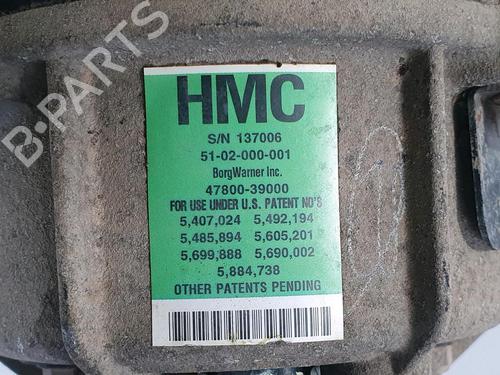 B-PARTS
HMC
S/N 137006
51-02-000-001
BorgWarner Inc.
47800-39000
FOR USE UNDER U.S. PATENT NO'S
5,407,024 5,492,194
5,485,894 5,605,201
5,699,888 5,690,002
5,884,738
OTHER PATENTS PENDING